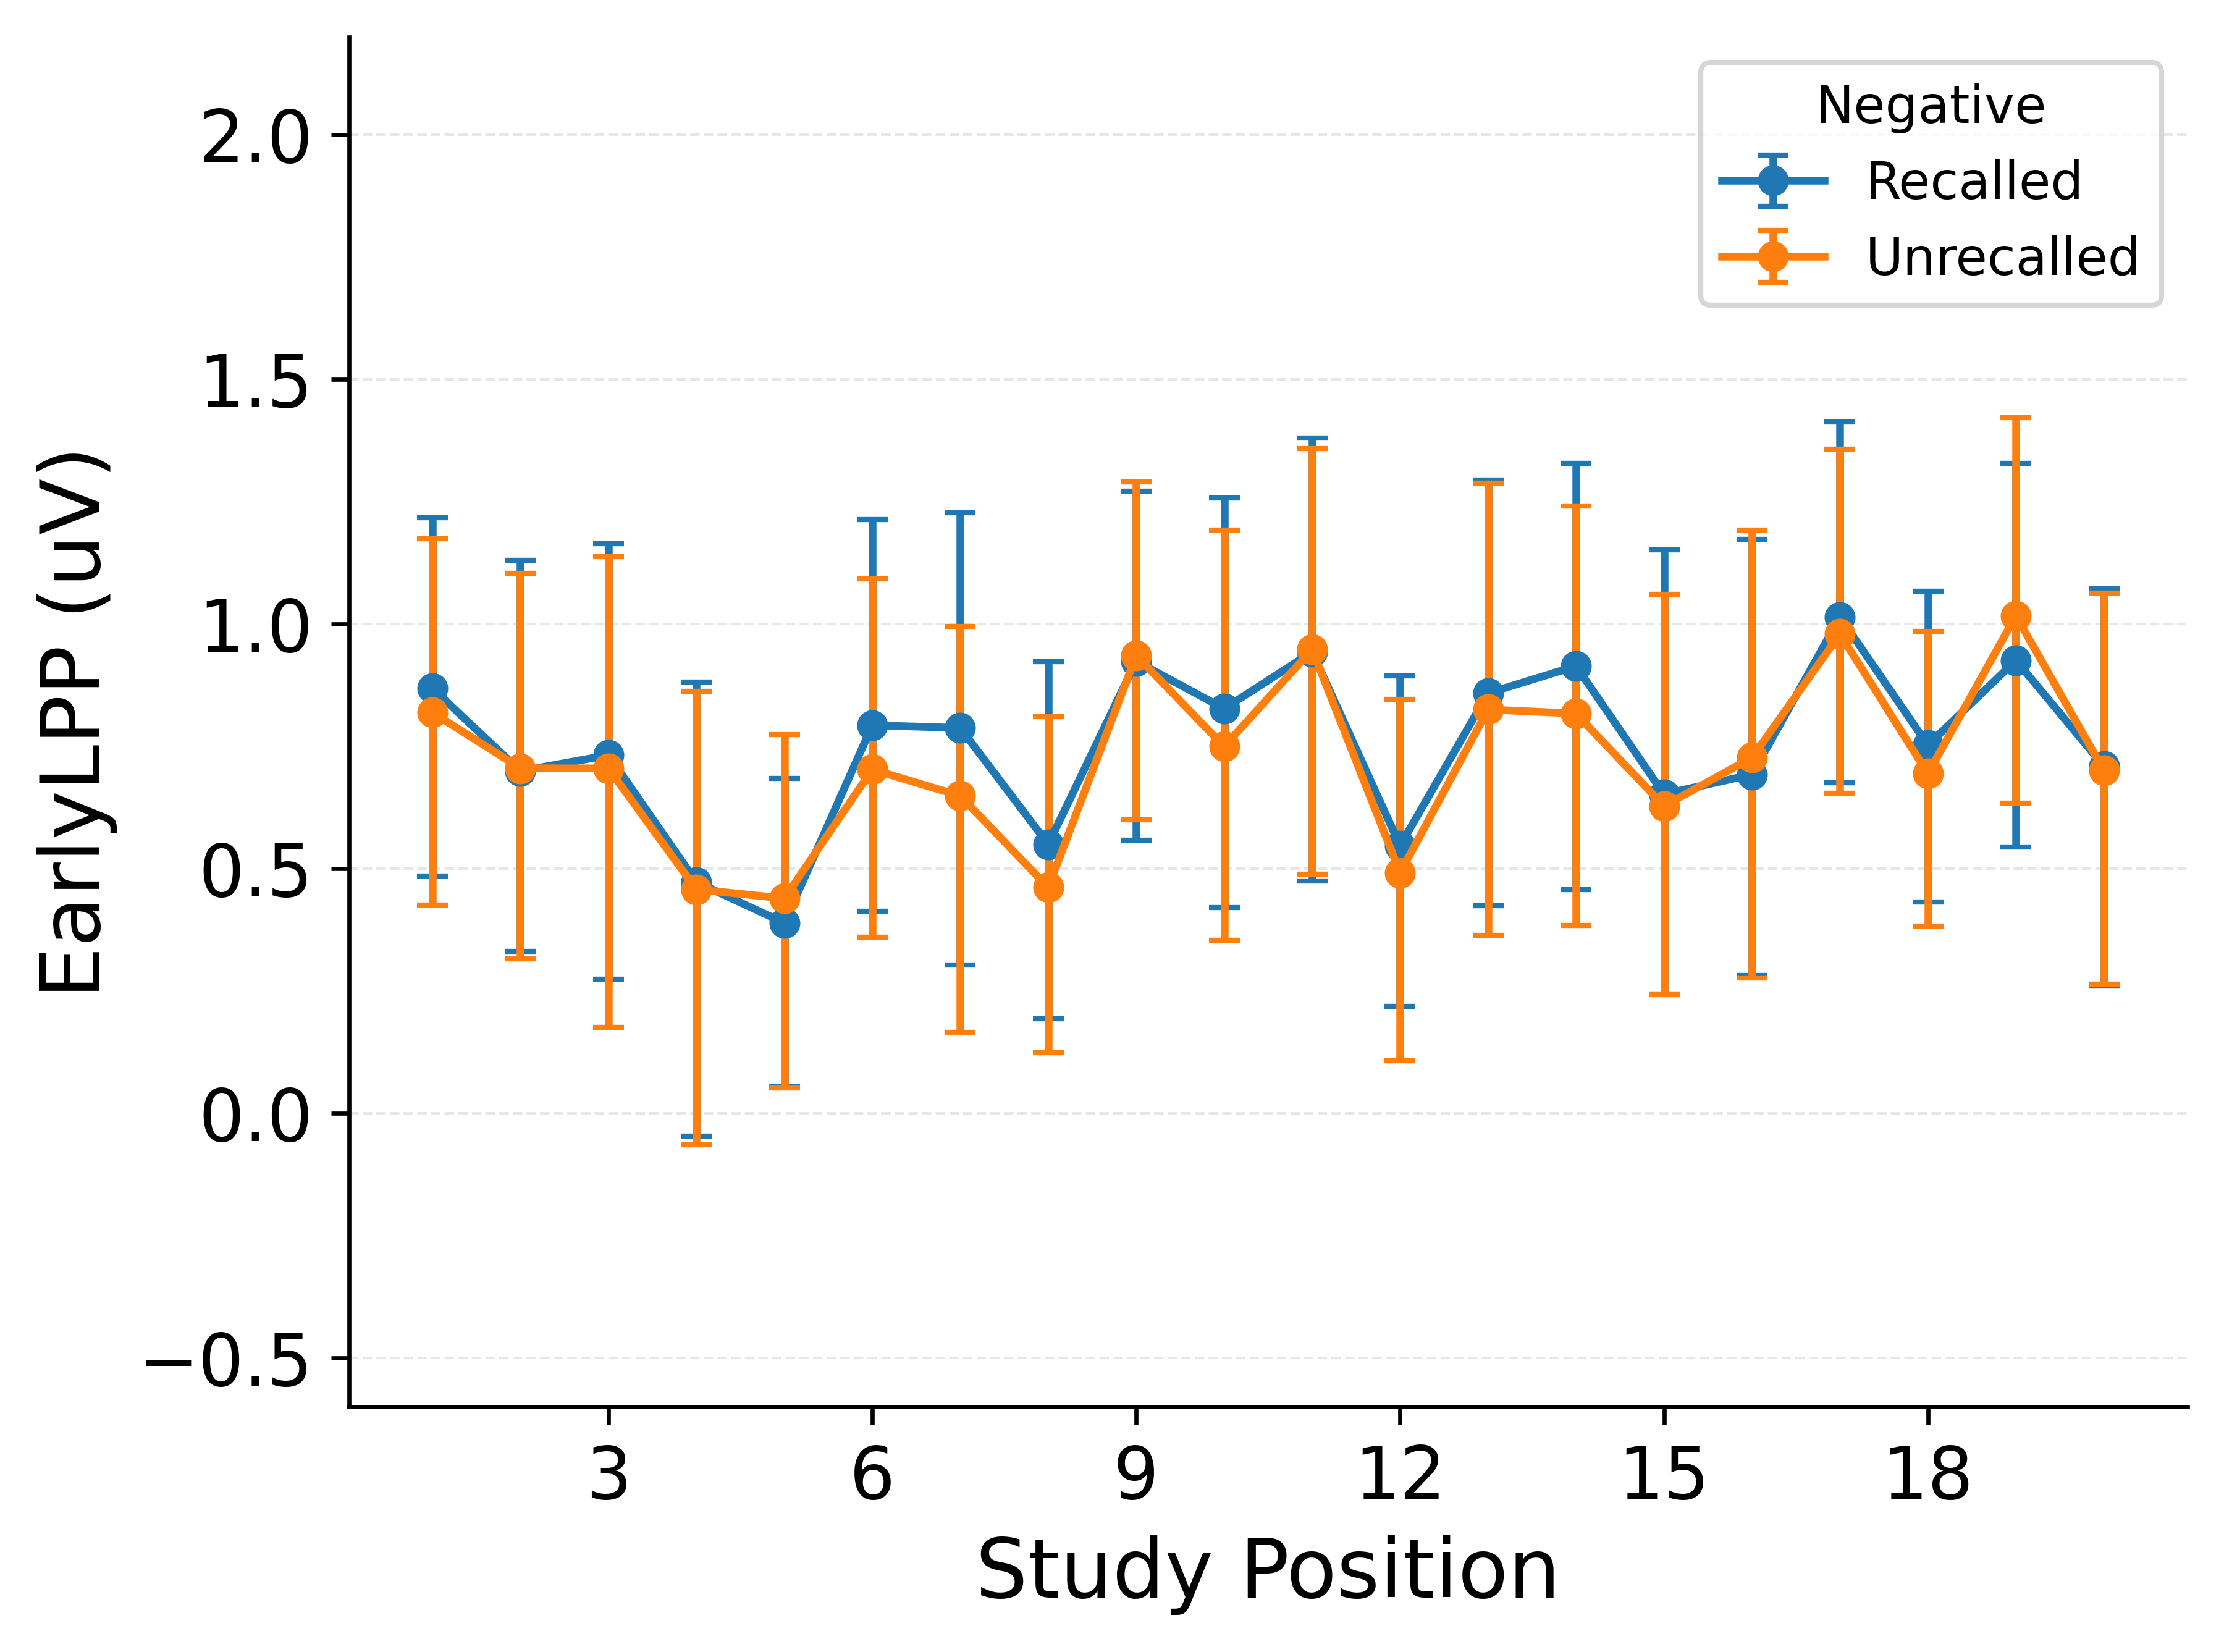 Negative
Recalled
Unrecalled
2.0
1.5
1.0
0.5
0.0
−0.5
EarlyLPP (uV)
3 6 9 12 15 18
Study Position